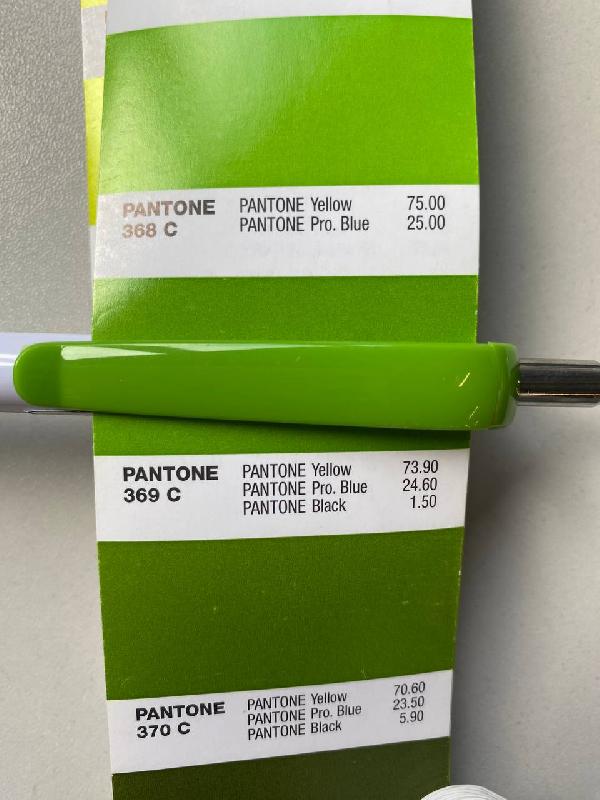 PANTONE 368 C
PANTONE Yellow 75.00
PANTONE Pro. Blue 25.00
PANTONE 369 C
PANTONE Yellow 73.90
PANTONE Pro. Blue 24.60
PANTONE Black 1.50
PANTONE 370 C
PANTONE Yellow 70.60
PANTONE Pro. Blue 23.50
PANTONE Black 5.90